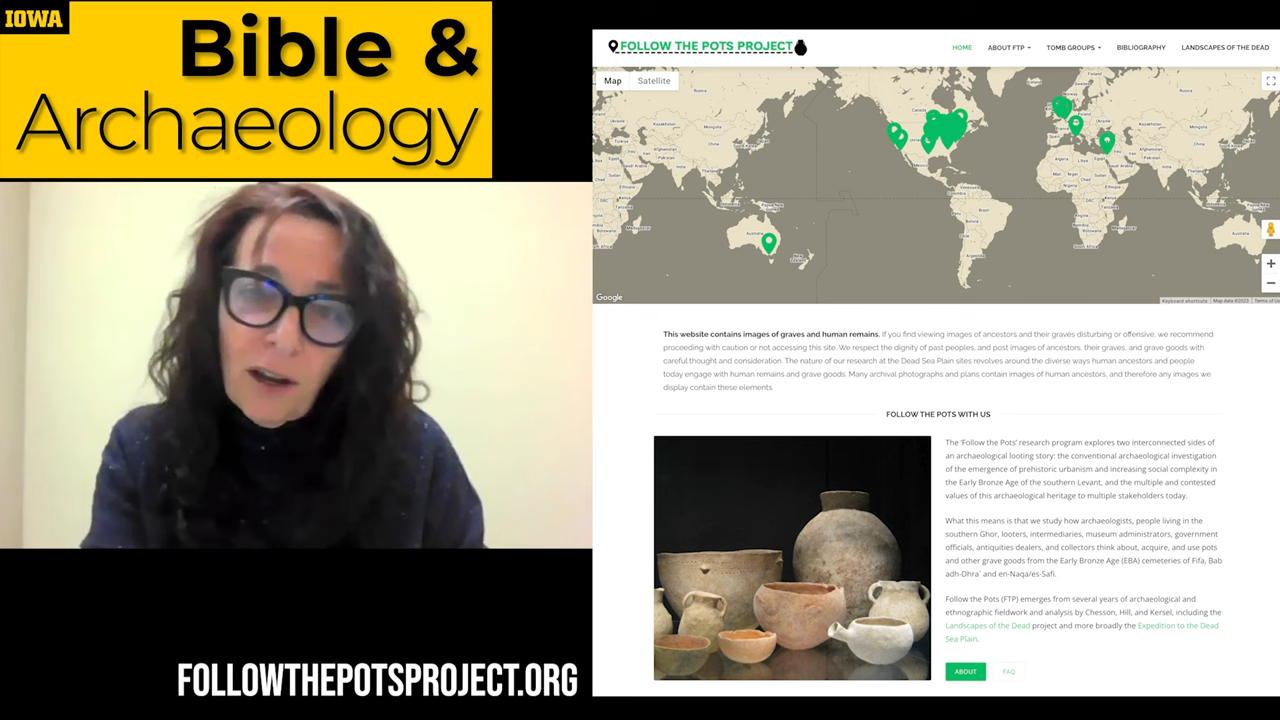 IOWA
Bible &
Archaeology
FOLLOWTHEPOTSPROJECT.ORG
FOLLOW THE POTS PROJECT
HOME ABOUT FTP TOMB GROUPS BIBLIOGRAPHY LANDSCAPES OF THE DEAD
Map Satellite
Google
Keyboard shortcuts Map data ©2023 Terms of Us
This website contains images of graves and human remains. If you find viewing images of ancestors and their graves disturbing or offensive, we recommend
proceeding with caution or not accessing this site. We respect the dignity of past peoples, and post images of ancestors, their graves, and grave goods with
careful thought and consideration. The nature of our research at the Dead Sea Plain sites revolves around the diverse ways human ancestors and people
today engage with human remains and grave goods. Many archival photographs and plans contain images of human ancestors, and therefore any images we
display contain these elements.
FOLLOW THE POTS WITH US
The 'Follow the Pots' research program explores two interconnected sides of
an archaeological looting story: the conventional archaeological investigation
of the emergence of prehistoric urbanism and increasing social complexity in
the Early Bronze Age of the southern Levant, and the multiple and contested
values of this archaeological heritage to multiple stakeholders today.
What this means is that we study how archaeologists, people living in the
southern Ghor, looters, intermediaries, museum administrators, government
officials, antiquities dealers, and collectors think about, acquire, and use pots
and other grave goods from the Early Bronze Age (EBA) cemeteries of Fifa, Bab
adh-Dhra` and en-Naqa/es-Safi.
Follow the Pots (FTP) emerges from several years of archaeological and
ethnographic fieldwork and analysis by Chesson, Hill, and Kersel, including the
Landscapes of the Dead project and more broadly the Expedition to the Dead
Sea Plain.
ABOUT FAQ